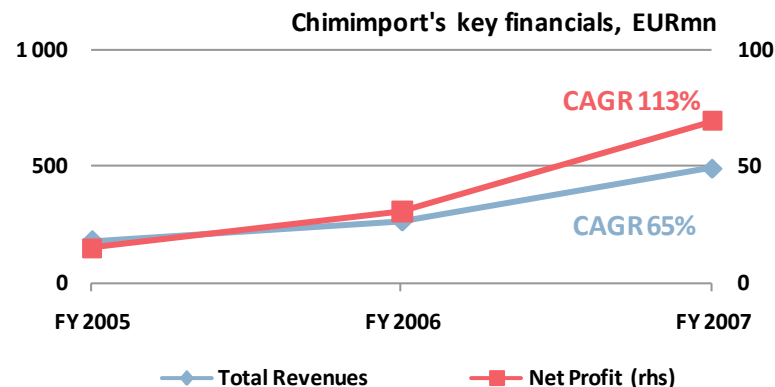 Chimimport's key financials, EURmn
1 000
100
CAGR 113%
500
50
CAGR 65%
0
0
FY 2005
FY 2006
FY 2007
Total Revenues
Net Profit (rhs)